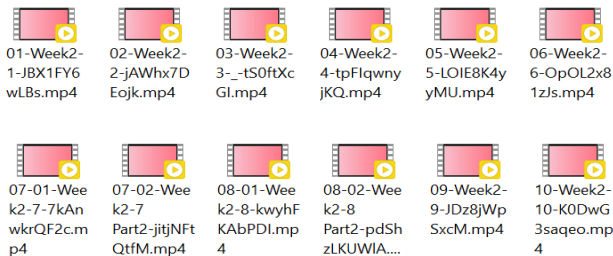 01-Week2-
1-JBX1FY6
wLBs.mp4
02-Week2-
2-jAWhx7D
Eojk.mp4
03-Week2-
3-_-tS0ftXc
GI.mp4
04-Week2-
4-tpFIqwny
jKQ.mp4
05-Week2-
5-LOIE8K4y
yMU.mp4
06-Week2-
6-OpOL2x8
1zJs.mp4
07-01-Wee
k2-7-7kAn
wkrQF2c.m
p4
07-02-Wee
k2-7
Part2-jitjNFt
QtfM.mp4
08-01-Wee
k2-8-kwyhF
KAbPDI.mp
4
08-02-Wee
k2-8
Part2-pdSh
zLKUWlA....
09-Week2-
9-JDz8jWp
SxcM.mp4
10-Week2-
10-K0DwG
3saqeo.mp
4